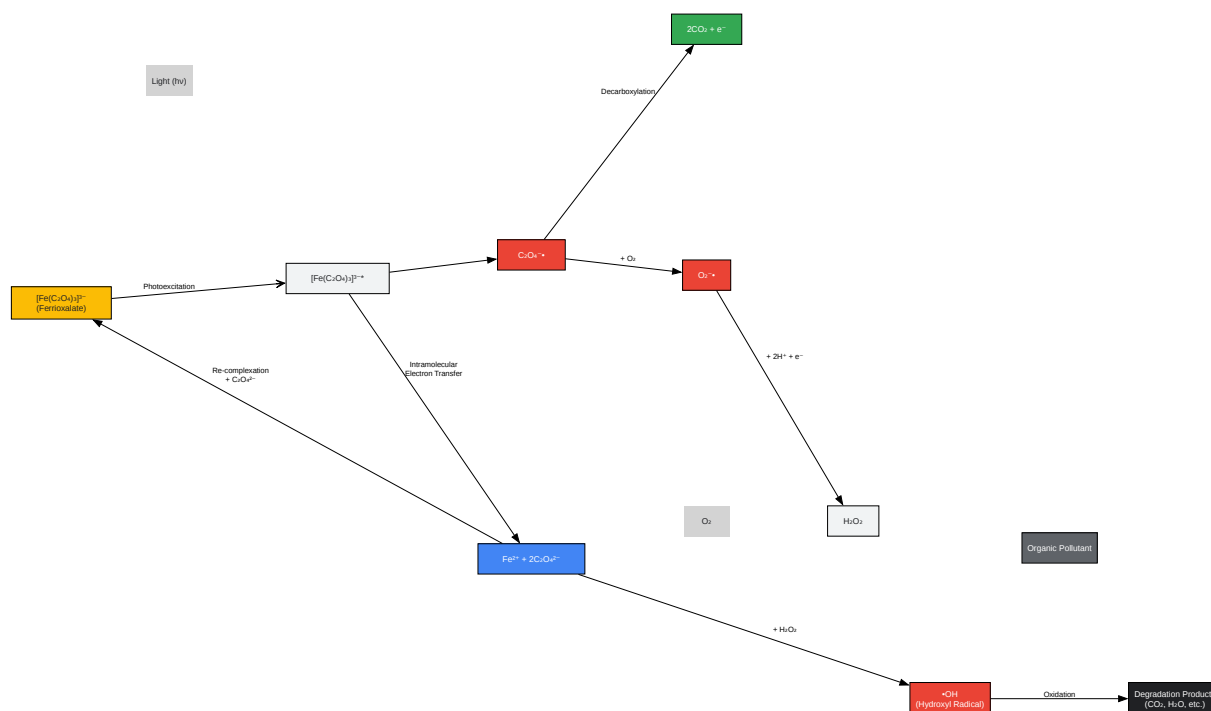 2CO₂ + e⁻
Light (hν)
Decarboxylation
C₂O₄⁻•
+ O₂
O₂⁻•
[Fe(C₂O₄)₃]³⁻*
Photoexcitation
[Fe(C₂O₄)₃]³⁻
(Ferrioxalate)
+ 2H⁺ + e⁻
Intramolecular
Electron Transfer
Re-complexation
+ C₂O₄²⁻
O₂
H₂O₂
Organic Pollutant
Fe²⁺ + 2C₂O₄²⁻
+ H₂O₂
•OH
(Hydroxyl Radical)
Oxidation
Degradation Product
(CO₂, H₂O, etc.)